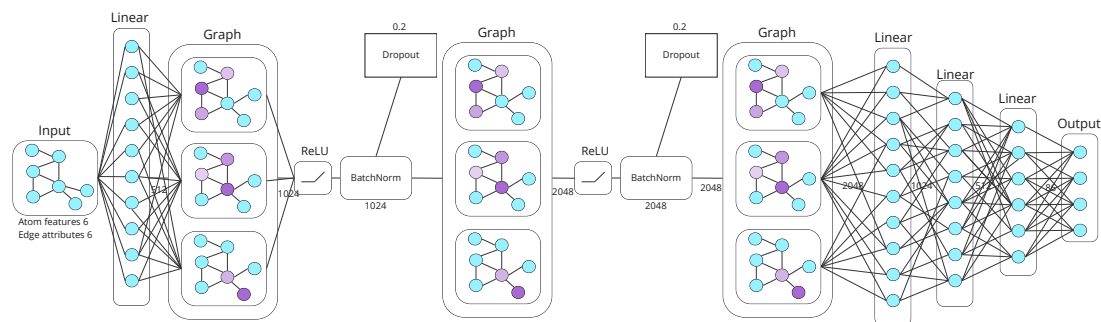 Input
Atom features 6
Edge attributes 6
Linear
512
Graph
1024
ReLU
BatchNorm
1024
0.2
Dropout
Graph
2048
ReLU
BatchNorm
2048
0.2
Dropout
2048
Graph
2048
Linear
1024
Linear
512
Linear
Output